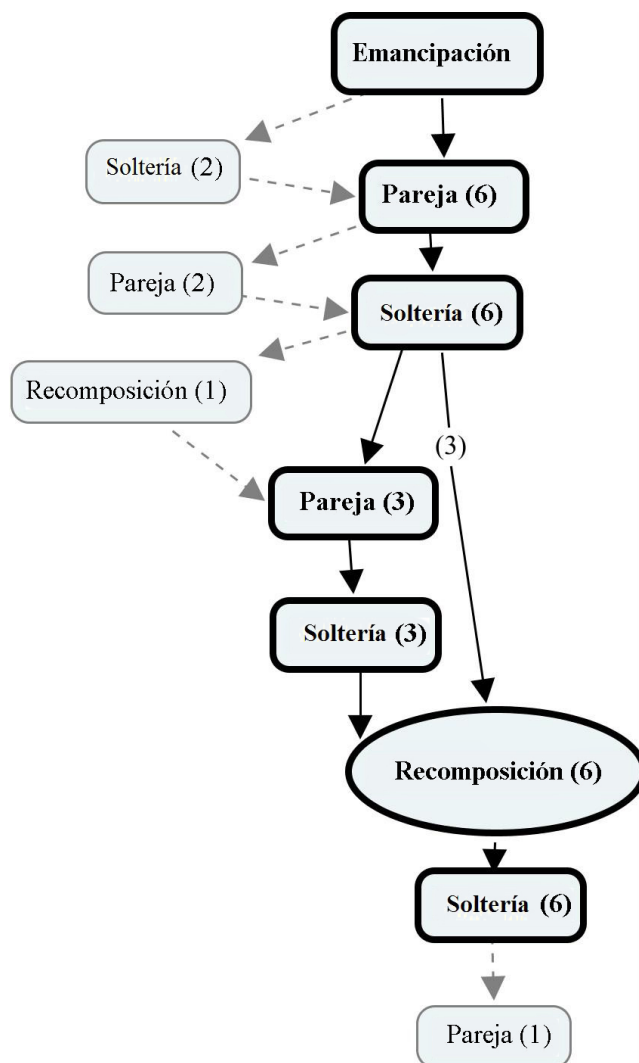 Emancipación
Soltería (2)
Pareja (6)
Pareja (2)
Soltería (6)
Recomposición (1)
(3)
Pareja (3)
Soltería (3)
Recomposición (6)
Soltería (6)
Pareja (1)